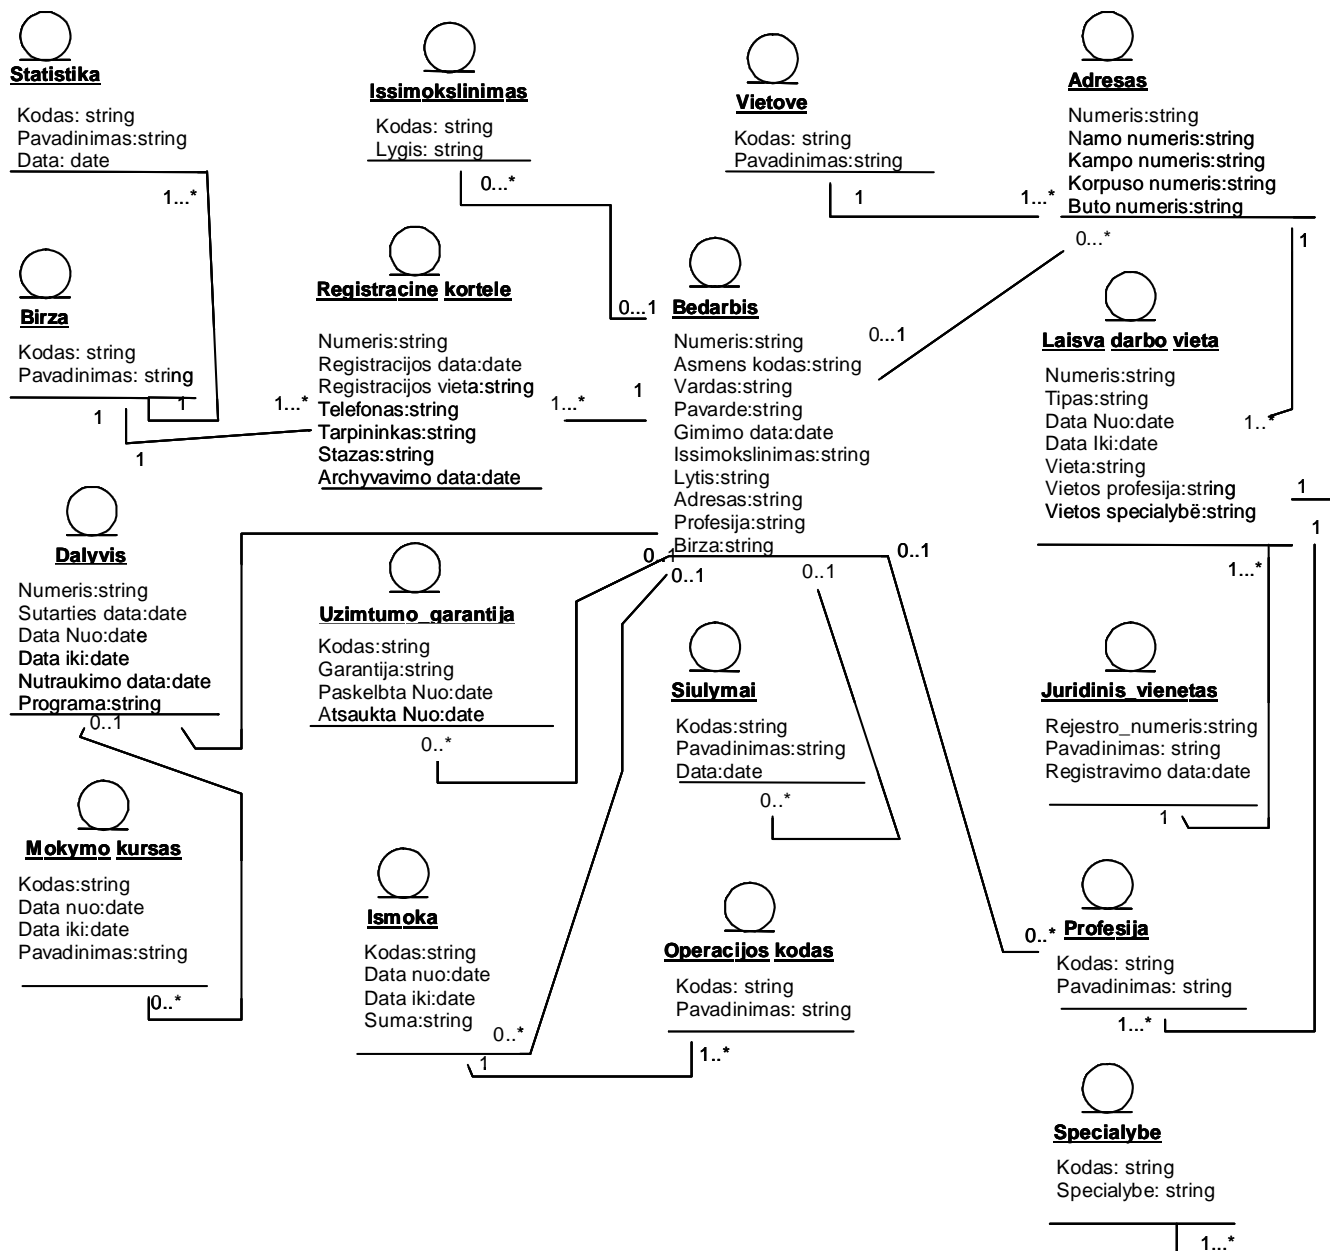 Statistika
Kodas: string
Pavadinimas:string
Data: date
1...*
Issimokslinimas
Kodas: string
Lygis: string
0...*
Vietove
Kodas: string
Pavadinimas:string
1
1...*
Adresas
Numeris:string
Namo numeris:string
Kampo numeris:string
Korpuso numeris:string
Buto numeris:string
0...*
1
Birza
Kodas: string
Pavadinimas: string
1
1
1
Registracine kortele
Numeris:string
Registracijos data:date
Registracijos vieta:string
Telefonas:string
Tarpininkas:string
Stazas:string
Archyvavimo data:date
1...*
1...*
0...1
1
Bedarbis
Numeris:string
Asmens kodas:string
Vardas:string
Pavarde:string
Gimimo data:date
Issimokslinimas:string
Lytis:string
Adresas:string
Profesija:string
Birza:string
0...1
0..1
0..1
0..1
0..1
Laisva darbo vieta
Numeris:string
Tipas:string
Data Nuo:date
Data Iki:date
Vieta:string
Vietos profesija:string
Vietos specialybë:string
1..*
1
1
1...*
Dalyvis
Numeris:string
Sutarties data:date
Data Nuo:date
Data iki:date
Nutraukimo data:date
Programa:string
0..1
Uzimtumo_garantija
Kodas:string
Garantija:string
Paskelbta Nuo:date
Atsaukta Nuo:date
0..*
Siulymai
Kodas:string
Pavadinimas:string
Data:date
0..*
Juridinis_vienetas
Rejestro_numeris:string
Pavadinimas: string
Registravimo data:date
1
Mokymo kursas
Kodas:string
Data nuo:date
Data iki:date
Pavadinimas:string
0..*
Ismoka
Kodas:string
Data nuo:date
Data iki:date
Suma:string
0..*
1
Operacijos kodas
Kodas: string
Pavadinimas: string
1..*
0..*
Profesija
Kodas: string
Pavadinimas: string
1...*
Specialybe
Kodas: string
Specialybe: string
1...*